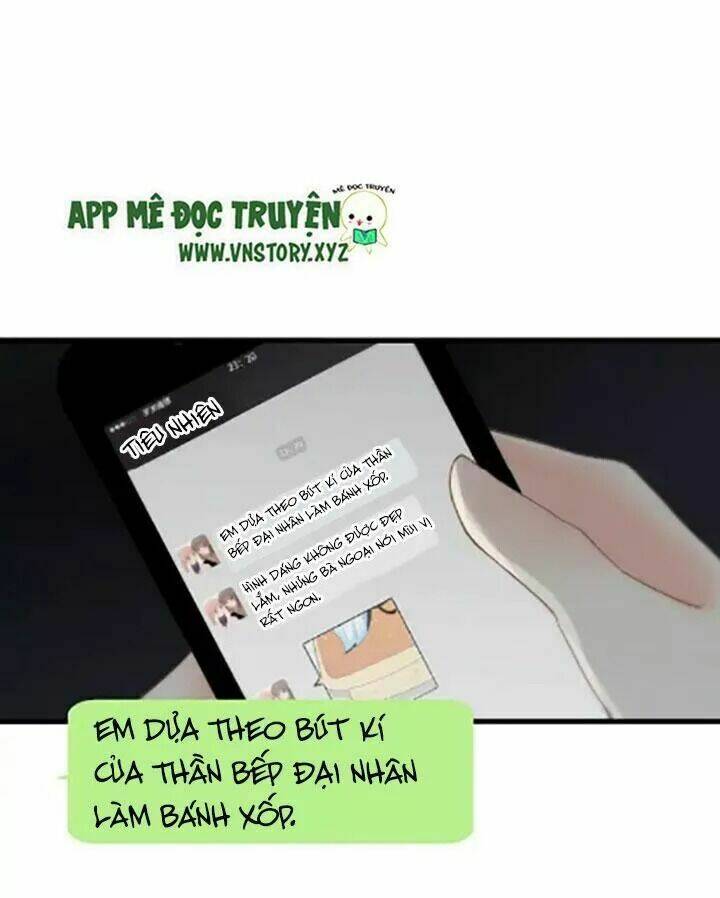 MÊ ĐỌC TRUYỆN
APP MÊ ĐỌC TRUYỆN
WWW.VNSTORY.XYZ
23:20
TIÊU NHIÊN
EM DỰA THEO BÚT KÍ CỦA THẦN
BẾP ĐẠI NHÂN LÀM BÁNH XỐP.
HÌNH DÁNG KHÔNG ĐƯỢC ĐẸP
LẮM, NHƯNG BÀ NGOẠI NÓI MÙI VỊ
RẤT NGON.
EM DỰA THEO BÚT KÍ
CỦA THẦN BẾP ĐẠI NHÂN
LÀM BÁNH XỐP.